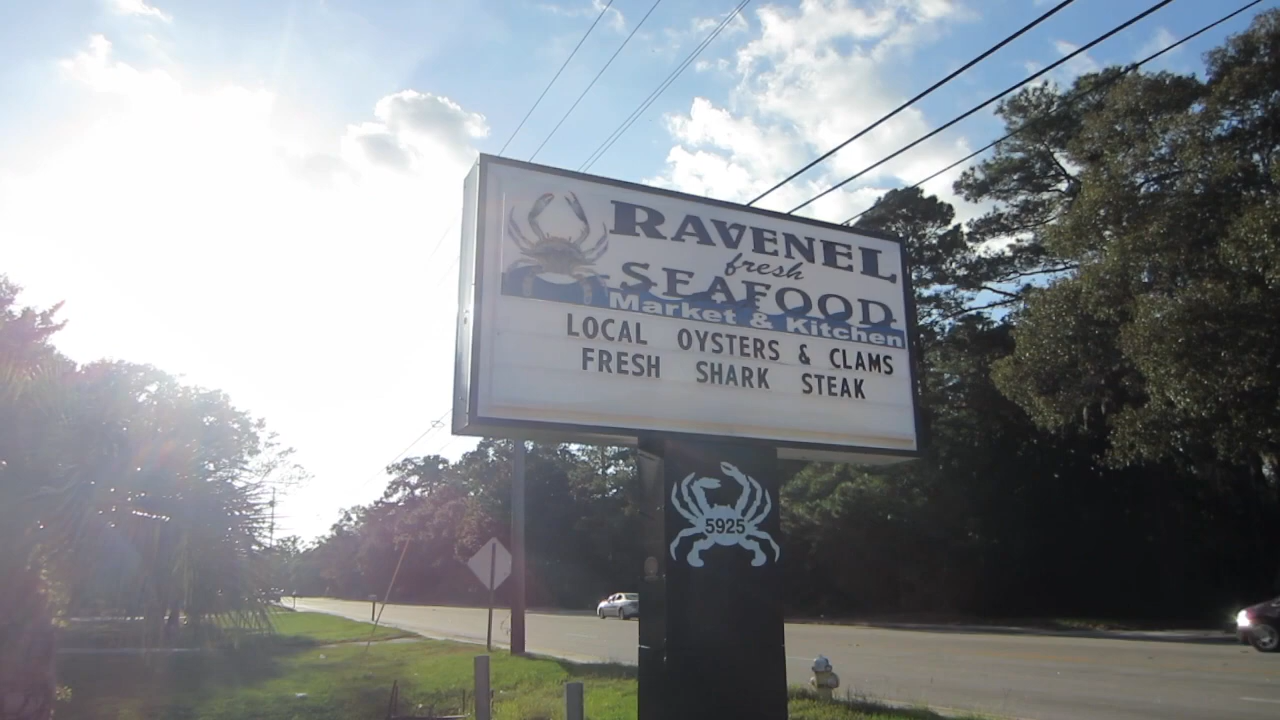 RAVENEL
fresh
SEAFOOD
Market & Kitchen
LOCAL OYSTERS & CLAMS
FRESH SHARK STEAK
5925